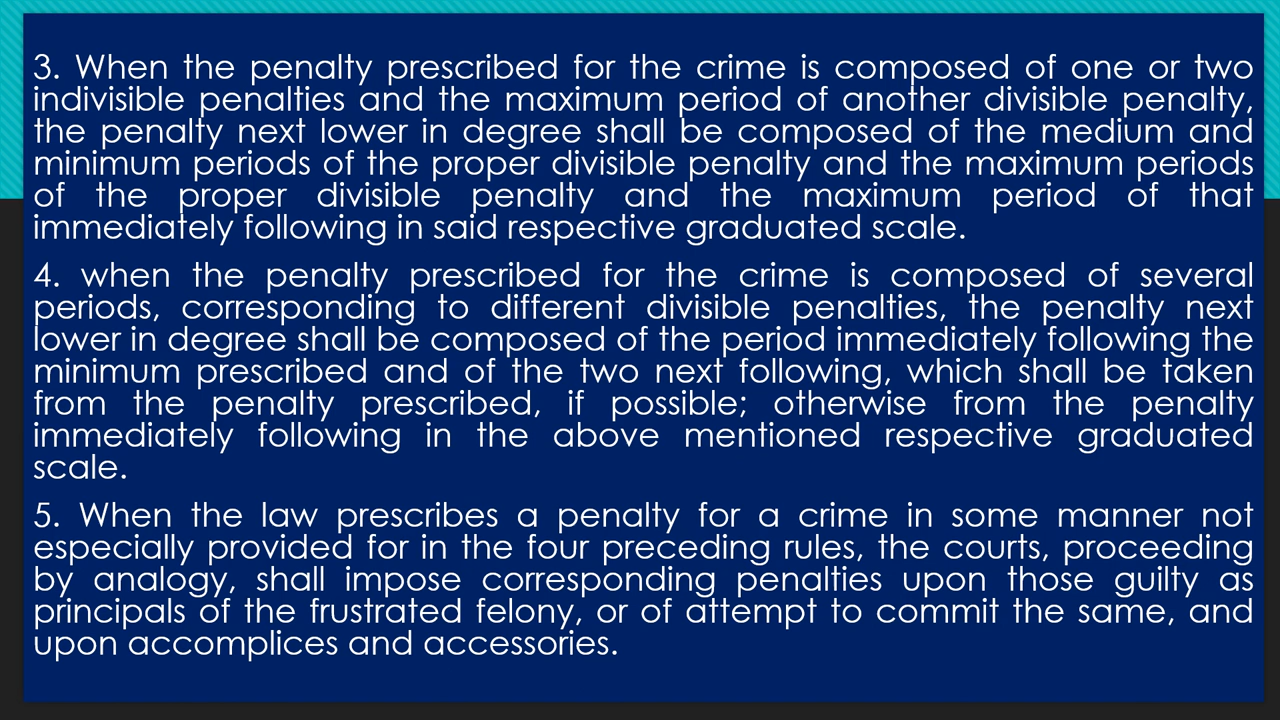 3. When the penalty prescribed for the crime is composed of one or two
indivisible penalties and the maximum period of another divisible penalty,
the penalty next lower in degree shall be composed of the medium and
minimum periods of the proper divisible penalty and the maximum periods
of the proper divisible penalty and the maximum period of that
immediately following in said respective graduated scale.
4. when the penalty prescribed for the crime is composed of several
periods, corresponding to different divisible penalties, the penalty next
lower in degree shall be composed of the period immediately following the
minimum prescribed and of the two next following, which shall be taken
from the penalty prescribed, if possible; otherwise from the penalty
immediately following in the above mentioned respective graduated
scale.
5. When the law prescribes a penalty for a crime in some manner not
especially provided for in the four preceding rules, the courts, proceeding
by analogy, shall impose corresponding penalties upon those guilty as
principals of the frustrated felony, or of attempt to commit the same, and
upon accomplices and accessories.